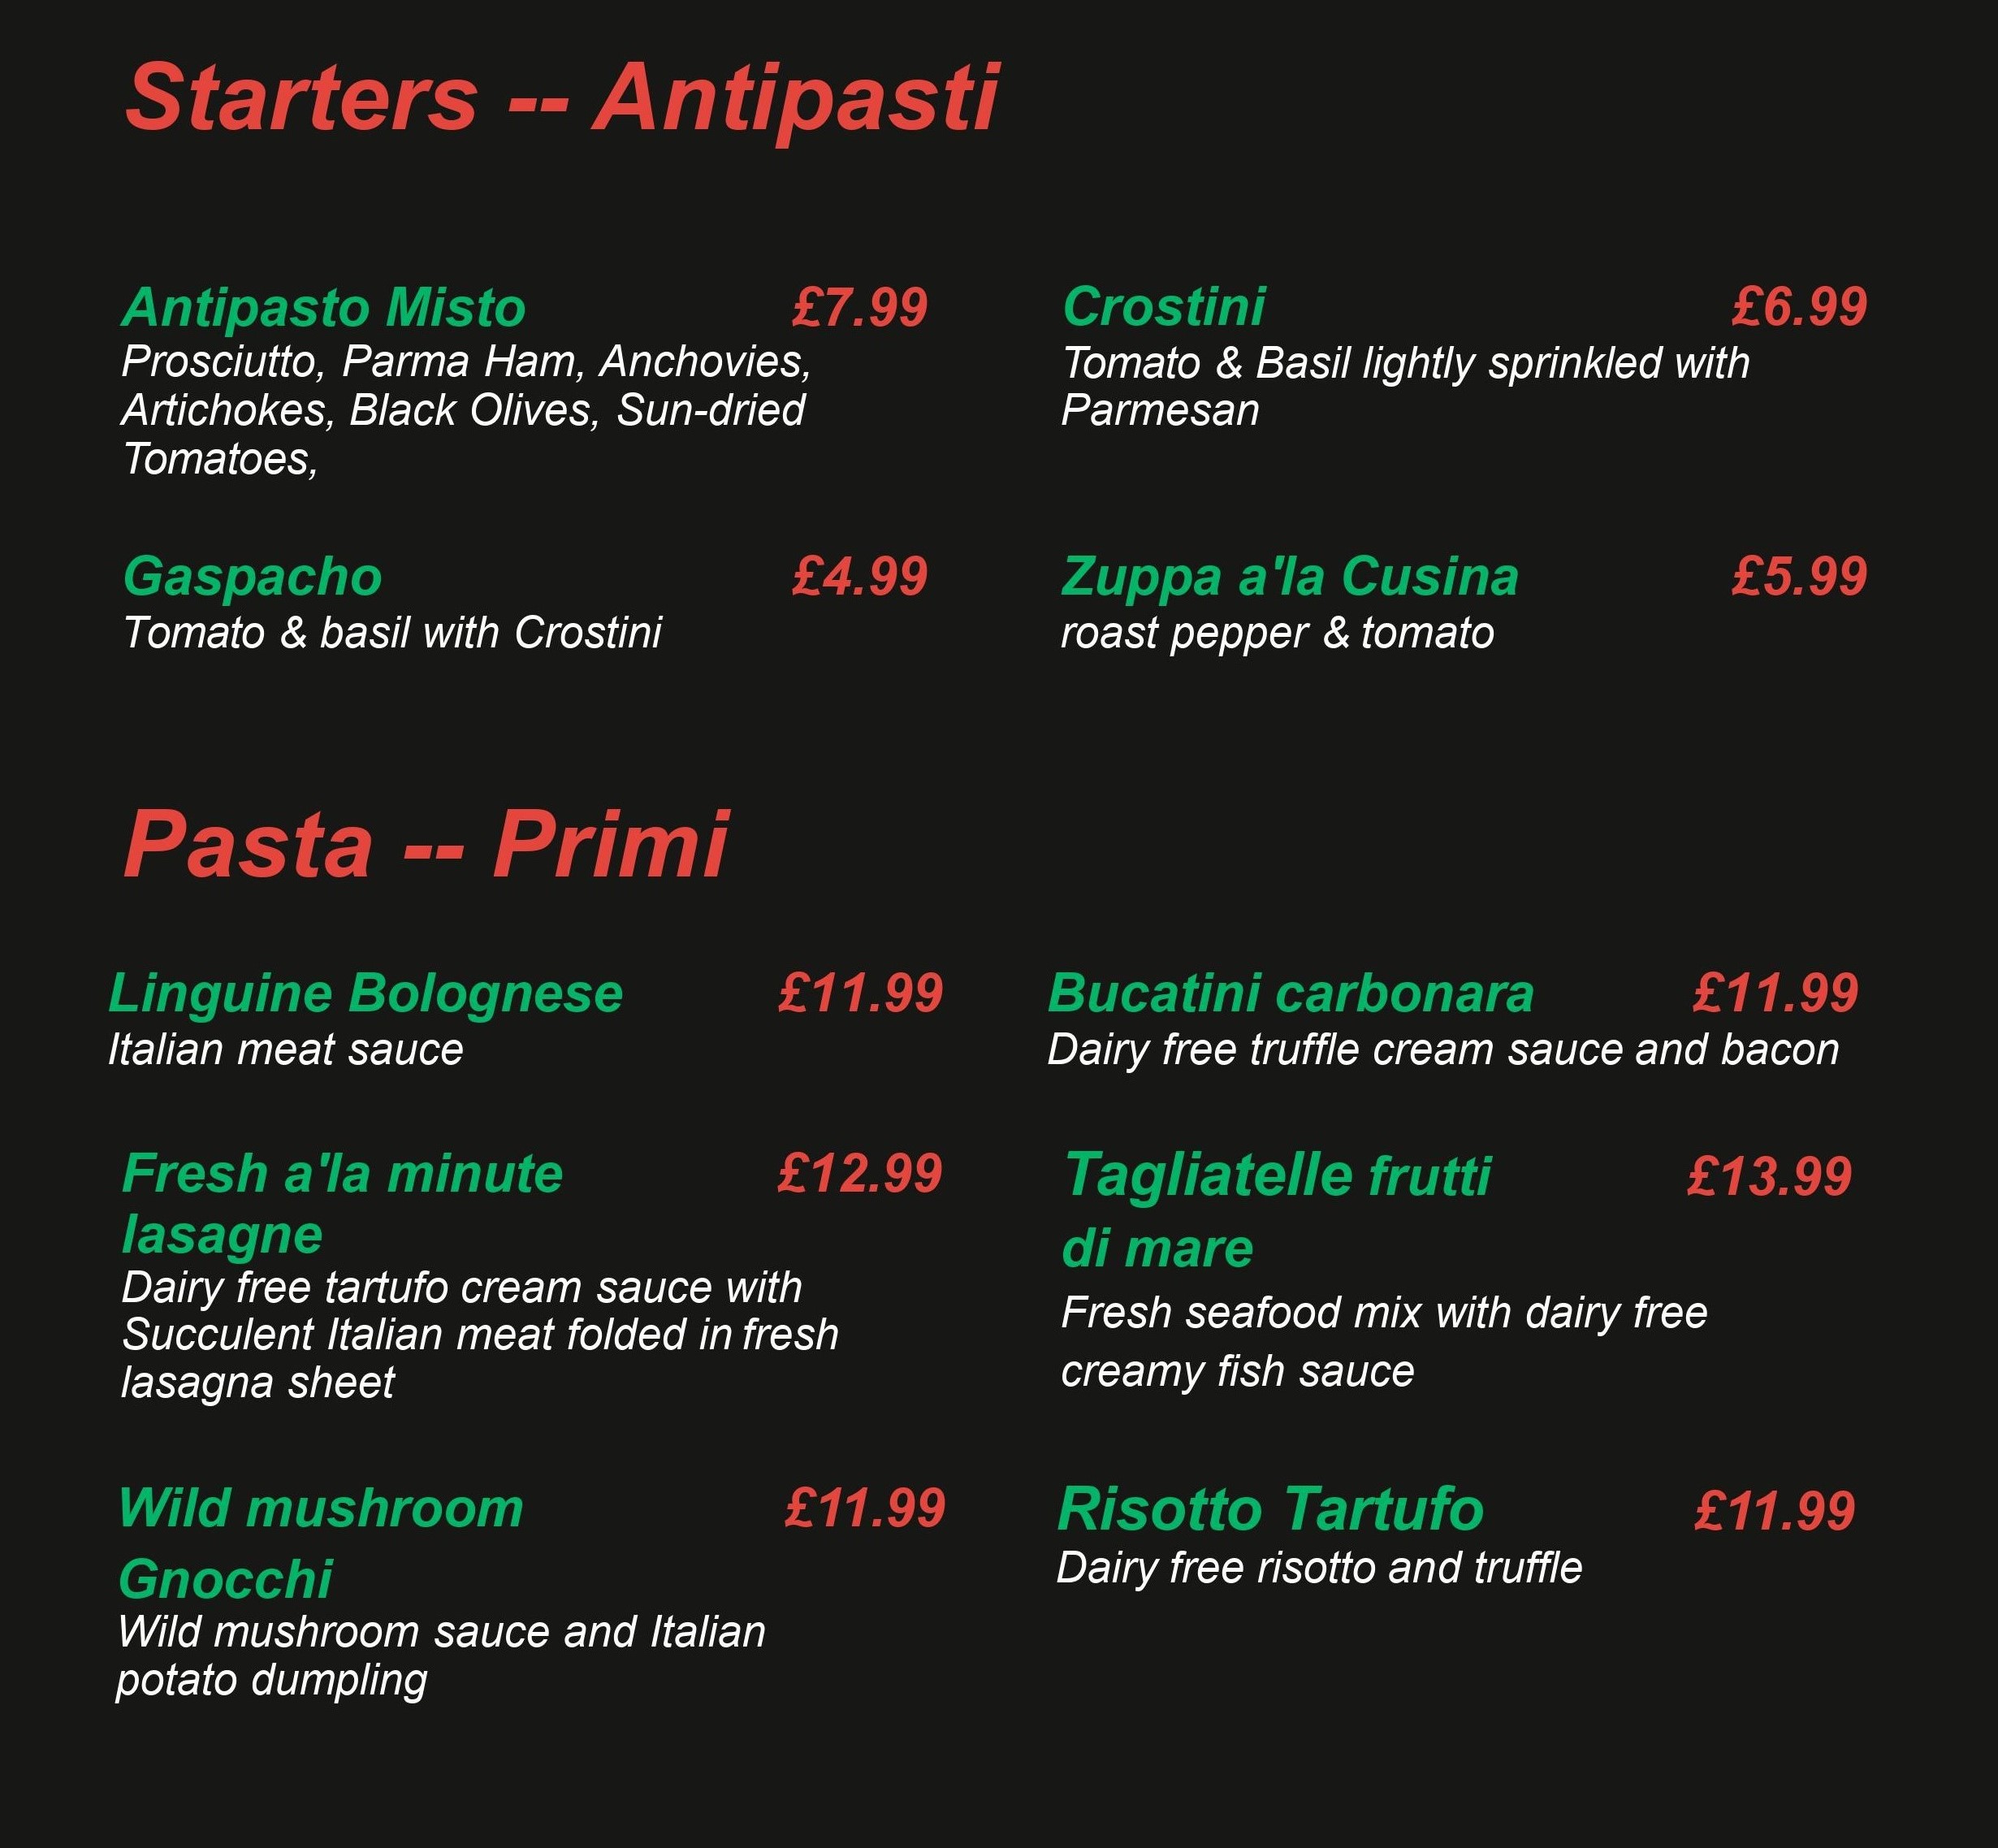 Starters -- Antipasti
Antipasto Misto £7.99
Prosciutto, Parma Ham, Anchovies,
Artichokes, Black Olives, Sun-dried
Tomatoes,
Crostini £6.99
Tomato & Basil lightly sprinkled with
Parmesan
Gaspacho £4.99
Tomato & basil with Crostini
Zuppa a'la Cusina £5.99
roast pepper & tomato
Pasta -- Primi
Linguine Bolognese £11.99
Italian meat sauce
Bucatini carbonara £11.99
Dairy free truffle cream sauce and bacon
Fresh a'la minute £12.99
lasagne
Dairy free tartufo cream sauce with
Succulent Italian meat folded in fresh
lasagna sheet
Tagliatelle frutti £13.99
di mare
Fresh seafood mix with dairy free
creamy fish sauce
Wild mushroom £11.99
Gnocchi
Wild mushroom sauce and Italian
potato dumpling
Risotto Tartufo £11.99
Dairy free risotto and truffle